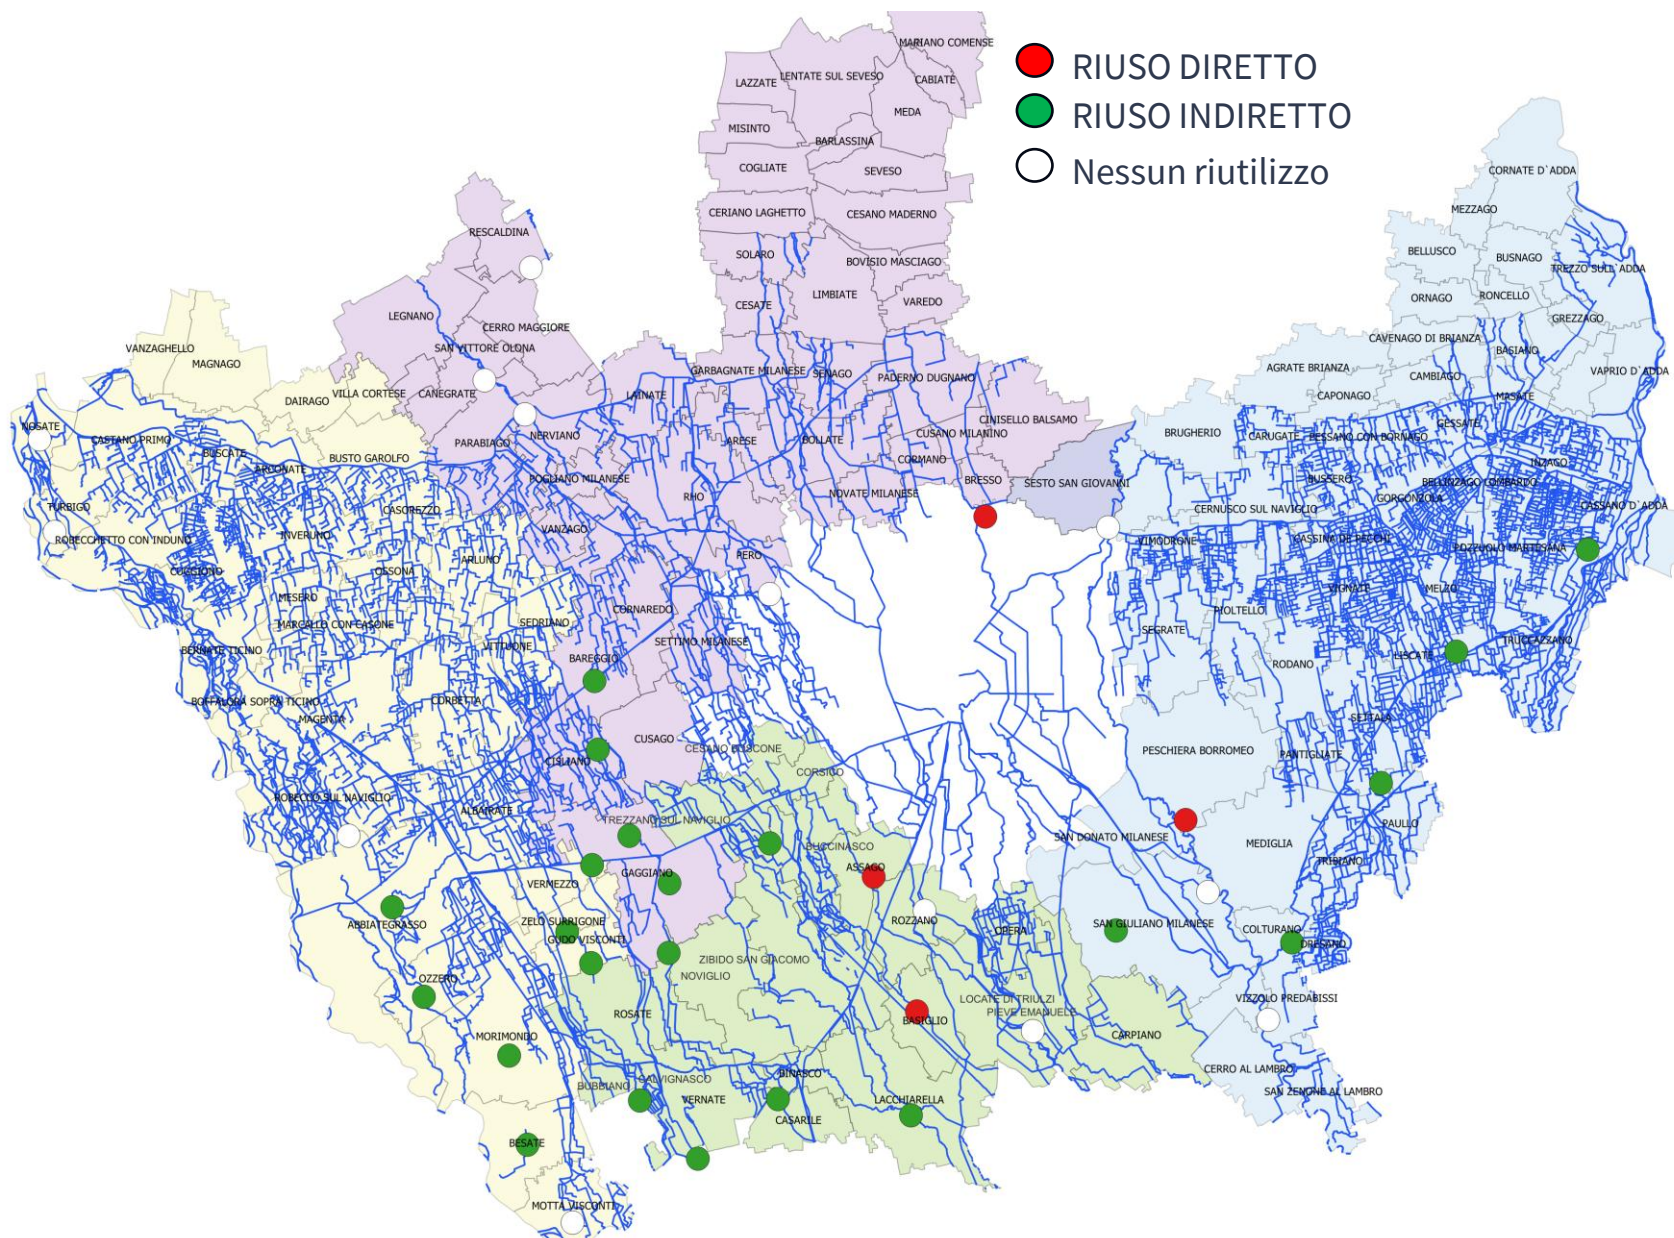 MARIANO COMENSE
RIUSO DIRETTO
LENTATE SUL SEVESO
CABIATE
LAZZATE
MEDA
RIUSO INDIRETTO
MISINTO
BARLASSINA
COGLIATE
SEVESO
Nessun riutilizzo
CORNATE D`ADDA
CERIANO LAGHETTO
CESANO MADERNO
MEZZAGO
RESCALDINA
SOLARO
BOVISIO MASCIAGO
BELLUSCO
BUSNAGO
TREZZO SULL`ADDA
CESATE
LIMBIATE
VAREDO
ORNAGO
RONCELLO
LEGNANO
CERRO MAGGIORE
GREZZAGO
VANZAGHELLO
SAN VITTORE OLONA
CAVENAGO DI BRIANZA
BASIANO
MAGNAGO
GARBAGNATE MILANESE
SENAGO
PADERNO DUGNANO
AGRATE BRIANZA
CAMBIAGO
VAPRIO D`ADDA
DAIRAGO
VILLA CORTESE
CANEGRATE
LAINATE
CAPONAGO
MASATE
NOSATE
CASTANO PRIMO
PARABIAGO
NERVIANO
ARESE
BOLLATE
CUSANO MILANINO
CINISELLO BALSAMO
BRUGHERIO
CARUGATE
PESSANO CON BORNAGO
GESSATE
BUSCATE
ARCONATE
BUSTO GAROLFO
CORMANO
INZAGO
POGLIANO MILANESE
RHO
NOVATE MILANESE
BRESSO
SESTO SAN GIOVANNI
BUSSERO
BELLINZAGO LOMBARDO
TURBIGO
CASOREZZO
GORGONZOLA
CERNUSCO SUL NAVIGLIO
CASSANO D`ADDA
ROBECCHETTO CON INDUNO
INVERUNO
VANZAGO
VIMODRONE
CASSINA DE`PECCHI
POZZUOLO MARTESANA
CUGGIONO
OSSONA
ARLUNO
PERO
VIGNATE
MELZO
MESERO
CORNAREDO
PIOLTELLO
MARCALLO CON CASONE
SEDRIANO
SEGRATE
TRUCCAZZANO
BERNATE TICINO
VITTUONE
SETTIMO MILANESE
BAREGGIO
RODANO
LISCATE
BOFFALORA SOPRA TICINO
CORBETTA
MAGENTA
SETTALA
CUSAGO
CESANO BOSCONE
PESCHIERA BORROMEO
PANTIGLIATE
CISLIANO
CORSICO
ROBECCO SUL NAVIGLIO
ALBAIRATE
TREZZANO SUL NAVIGLIO
PAULLO
SAN DONATO MILANESE
MEDIGLIA
BUCCINASCO
TRIBIANO
ASSAGO
GAGGIANO
VERMEZZO
ABBIATEGRASSO
ZELO SURRIGONE
ROZZANO
OPERA
SAN GIULIANO MILANESE
COLTURANO
GUDO VISCONTI
DRESANO
ZIBIDO SAN GIACOMO
OZZERO
NOVIGLIO
LOCATE DI TRIULZI
VIZZOLO PREDABISSI
ROSATE
BASIGLIO
PIEVE EMANUELE
MORIMONDO
CARPIANO
CERRO AL LAMBRO
BUBBIANO
CALVIGNASCO
BINASCO
SAN ZENONE AL LAMBRO
VERNATE
LACCHIARELLA
CASARILE
BESATE
MOTTA VISCONTI